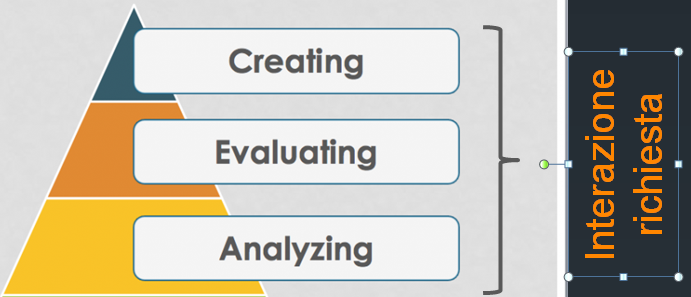 Creating
Evaluating
Analyzing
Interazione
richiesta